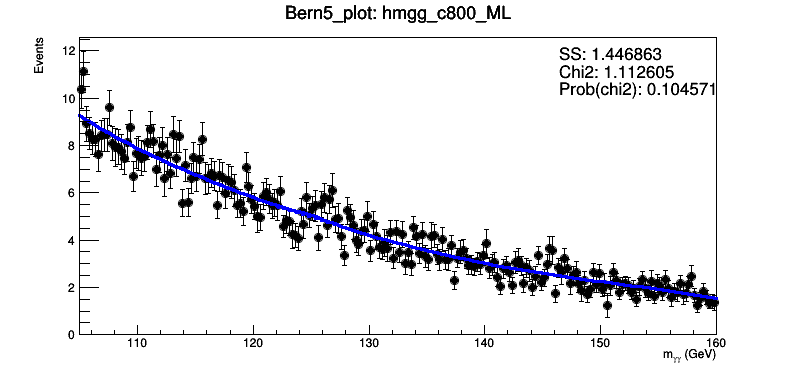 Bern5_plot: hmgg_c800_ML
Events
SS: 1.446863
Chi2: 1.112605
Prob(chi2): 0.104571
12
10
8
6
4
2
0
110 120 130 140 150 160
m_γγ (GeV)